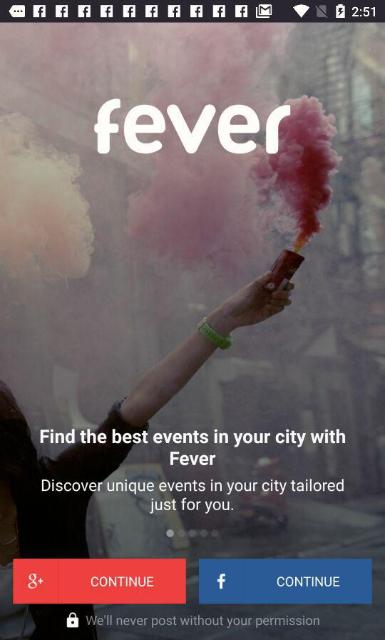 2:51
fever
Find the best events in your city with
Fever
Discover unique events in your city tailored
just for you.
g+ CONTINUE
f CONTINUE
We'll never post without your permission